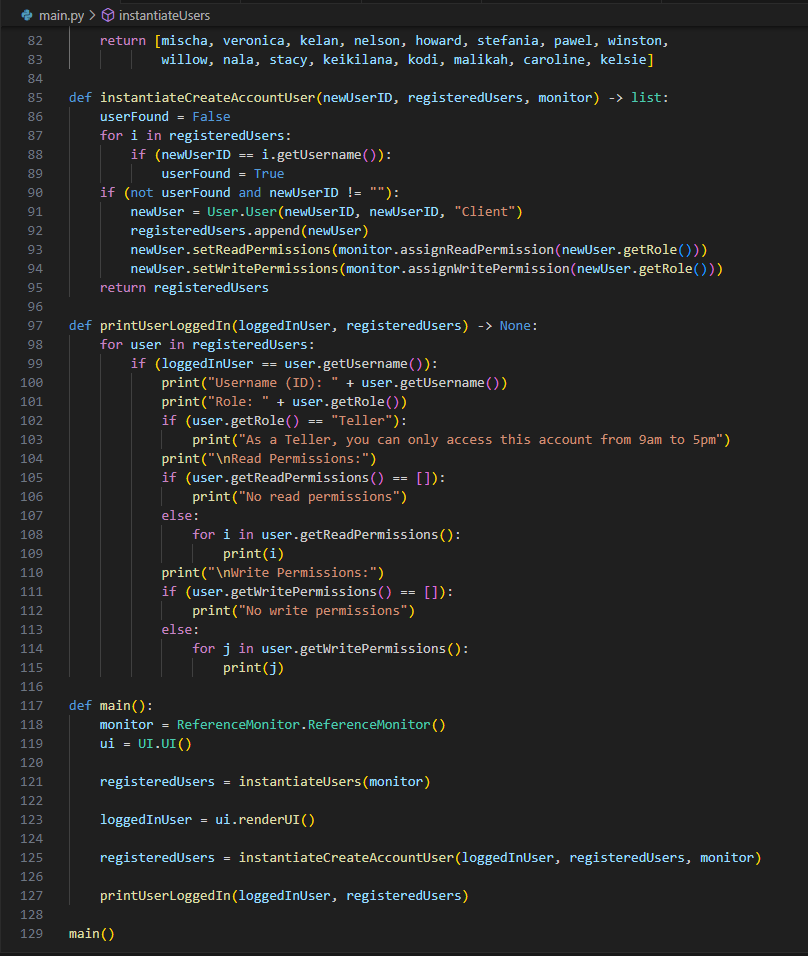 main.py > instantiateUsers
82     return [mischa, veronica, kelan, nelson, howard, stefania, pawel, winston,
83             willow, nala, stacy, keikilana, kodi, malikah, caroline, kelsie]
84
85 def instantiateCreateAccountUser(newUserID, registeredUsers, monitor) -> list:
86     userFound = False
87     for i in registeredUsers:
88         if (newUserID == i.getUsername()):
89             userFound = True
90     if (not userFound and newUserID != ""):
91         newUser = User.User(newUserID, newUserID, "Client")
92         registeredUsers.append(newUser)
93         newUser.setReadPermissions(monitor.assignReadPermission(newUser.getRole()))
94         newUser.setWritePermissions(monitor.assignWritePermission(newUser.getRole()))
95     return registeredUsers
96
97 def printUserLoggedIn(loggedInUser, registeredUsers) -> None:
98     for user in registeredUsers:
99         if (loggedInUser == user.getUsername()):
100             print("Username (ID): " + user.getUsername())
101             print("Role: " + user.getRole())
102             if (user.getRole() == "Teller"):
103                 print("As a Teller, you can only access this account from 9am to 5pm")
104             print("\nRead Permissions:")
105             if (user.getReadPermissions() == []):
106                 print("No read permissions")
107             else:
108                 for i in user.getReadPermissions():
109                     print(i)
110             print("\nWrite Permissions:")
111             if (user.getWritePermissions() == []):
112                 print("No write permissions")
113             else:
114                 for j in user.getWritePermissions():
115                     print(j)
116
117 def main():
118     monitor = ReferenceMonitor.ReferenceMonitor()
119     ui = UI.UI()
120
121     registeredUsers = instantiateUsers(monitor)
122
123     loggedInUser = ui.renderUI()
124
125     registeredUsers = instantiateCreateAccountUser(loggedInUser, registeredUsers, monitor)
126
127     printUserLoggedIn(loggedInUser, registeredUsers)
128
129 main()